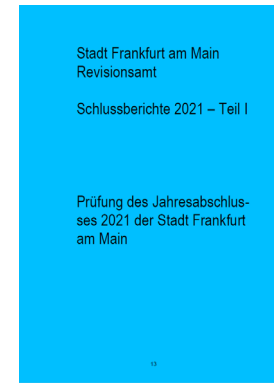 Stadt Frankfurt am Main
Revisionsamt
Schlussberichte 2021 – Teil I
Prüfung des Jahresabschlus-
ses 2021 der Stadt Frankfurt
am Main
13